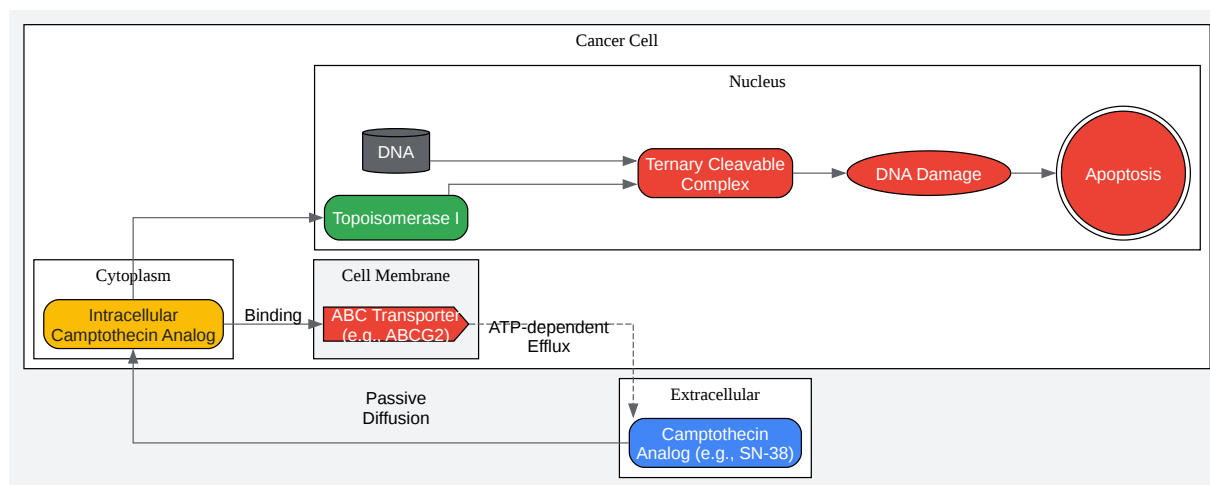 Cancer Cell
Nucleus
DNA
Topoisomerase I
Ternary Cleavable
Complex
DNA Damage
Apoptosis
Cytoplasm
Intracellular
Camptothecin Analog
Binding
Cell Membrane
ABC Transporter
(e.g., ABCG2)
ATP-dependent
Efflux
Passive
Diffusion
Extracellular
Camptothecin
Analog (e.g., SN-38)